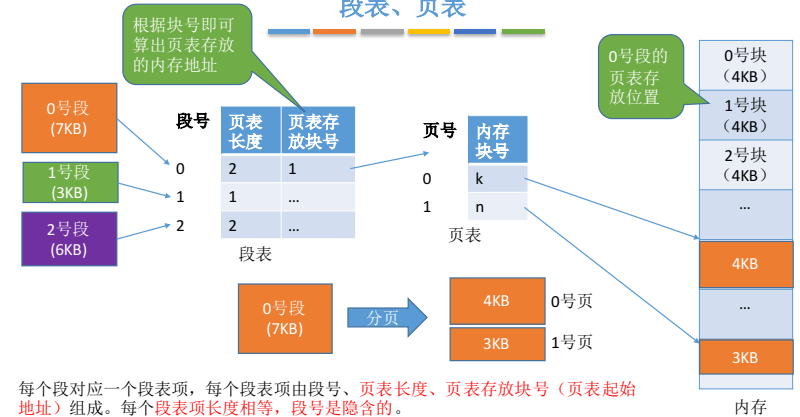 段表、页表
根据块号即可
算出页表存放
的内存地址
0号段的
页表存
放位置
0号段
(7KB)
1号段
(3KB)
2号段
(6KB)
段号
页表
长度
页表存
放块号
0
2
1
1
1
…
2
2
…
段表
页号
内存
块号
0
k
1
n
页表
0号块
（4KB）
1号块
（4KB）
2号块
（4KB）
…
4KB
…
3KB
内存
0号段
(7KB)
分页
4KB
0号页
3KB
1号页
每个段对应一个段表项，每个段表项由段号、页表长度、页表存放块号（页表起始
地址）组成。每个段表项长度相等，段号是隐含的。